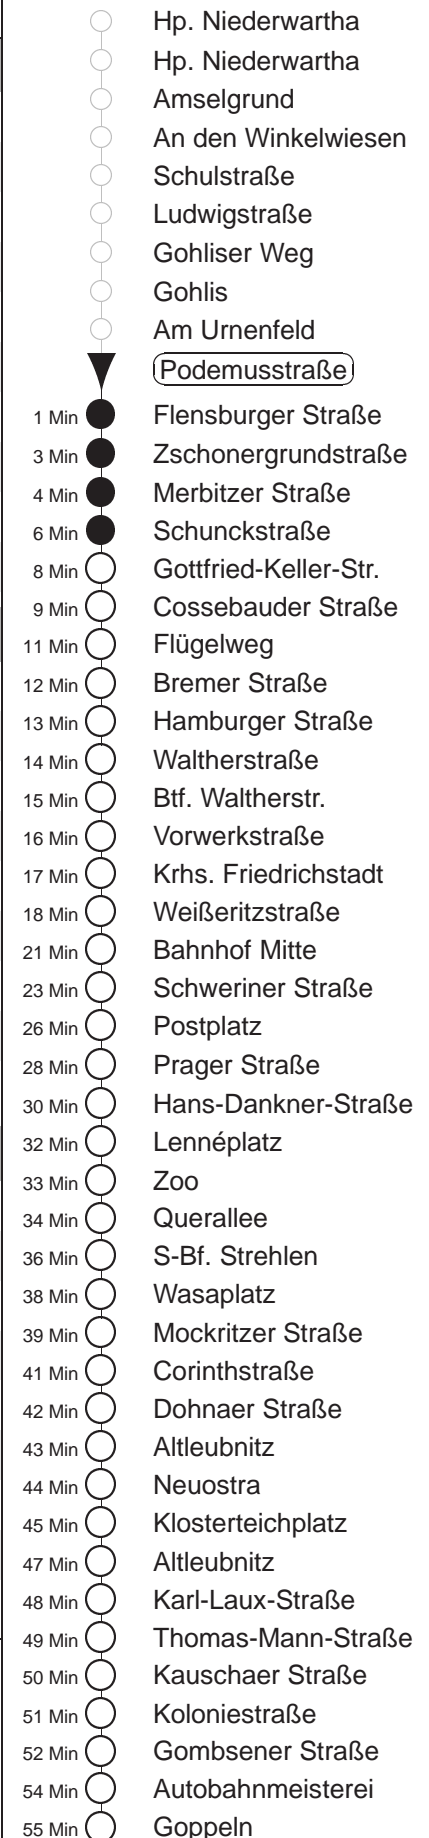 Hp. Niederwartha
Hp. Niederwartha
Amselgrund
An den Winkelwiesen
Schulstraße
Ludwigstraße
Gohliser Weg
Gohlis
Am Urnenfeld
Podemusstraße
1 Min Flensburger Straße
3 Min Zschonergrundstraße
4 Min Merbitzer Straße
6 Min Schunckstraße
8 Min Gottfried-Keller-Str.
9 Min Cossebauder Straße
11 Min Flügelweg
12 Min Bremer Straße
13 Min Hamburger Straße
14 Min Waltherstraße
15 Min Btf. Waltherstr.
16 Min Vorwerkstraße
17 Min Krhs. Friedrichstadt
18 Min Weißeritzstraße
21 Min Bahnhof Mitte
23 Min Schweriner Straße
26 Min Postplatz
28 Min Prager Straße
30 Min Hans-Dankner-Straße
32 Min Lennéplatz
33 Min Zoo
34 Min Querallee
36 Min S-Bf. Strehlen
38 Min Wasaplatz
39 Min Mockritzer Straße
41 Min Corinthstraße
42 Min Dohnaer Straße
43 Min Altleubnitz
44 Min Neuostra
45 Min Klosterteichplatz
47 Min Altleubnitz
48 Min Karl-Laux-Straße
49 Min Thomas-Mann-Straße
50 Min Kauschaer Straße
51 Min Koloniestraße
52 Min Gombsener Straße
54 Min Autobahnmeisterei
55 Min Goppeln